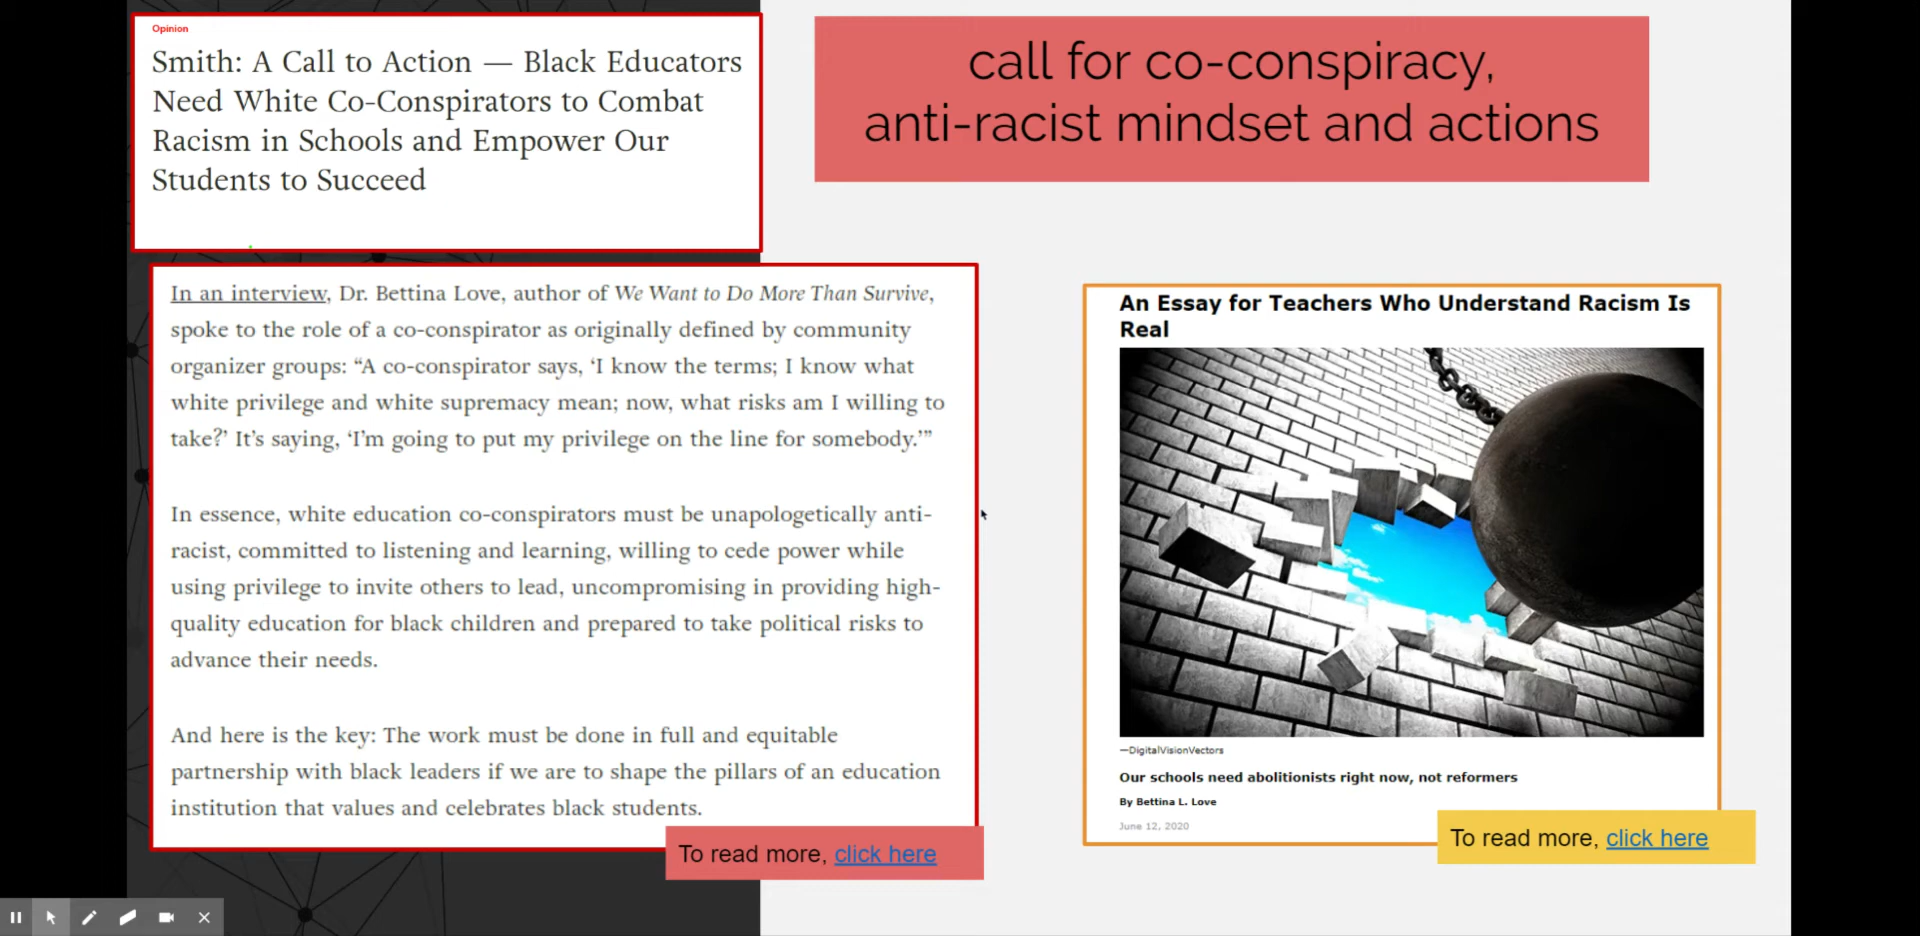 Opinion
Smith: A Call to Action — Black Educators
Need White Co-Conspirators to Combat
Racism in Schools and Empower Our
Students to Succeed
call for co-conspiracy,
anti-racist mindset and actions
In an interview, Dr. Bettina Love, author of We Want to Do More Than Survive,
spoke to the role of a co-conspirator as originally defined by community
organizer groups: “A co-conspirator says, ‘I know the terms; I know what
white privilege and white supremacy mean; now, what risks am I willing to
take?’ It’s saying, ‘I’m going to put my privilege on the line for somebody.’”
In essence, white education co-conspirators must be unapologetically anti-
racist, committed to listening and learning, willing to cede power while
using privilege to invite others to lead, uncompromising in providing high-
quality education for black children and prepared to take political risks to
advance their needs.
And here is the key: The work must be done in full and equitable
partnership with black leaders if we are to shape the pillars of an education
institution that values and celebrates black students.
To read more, click here
An Essay for Teachers Who Understand Racism Is
Real
—DigitalVisionVectors
Our schools need abolitionists right now, not reformers
By Bettina L. Love
June 12, 2020
To read more, click here